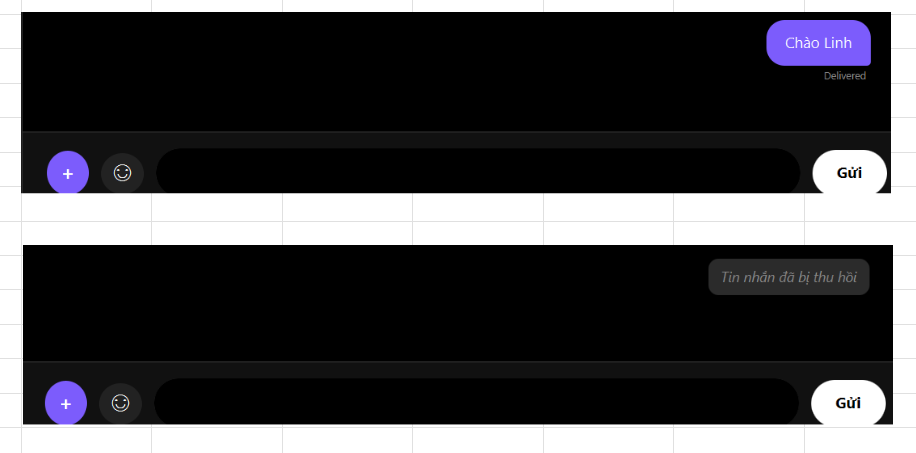 Chào Linh
Delivered
+
Gửi
Tin nhắn đã bị thu hồi
+
Gửi